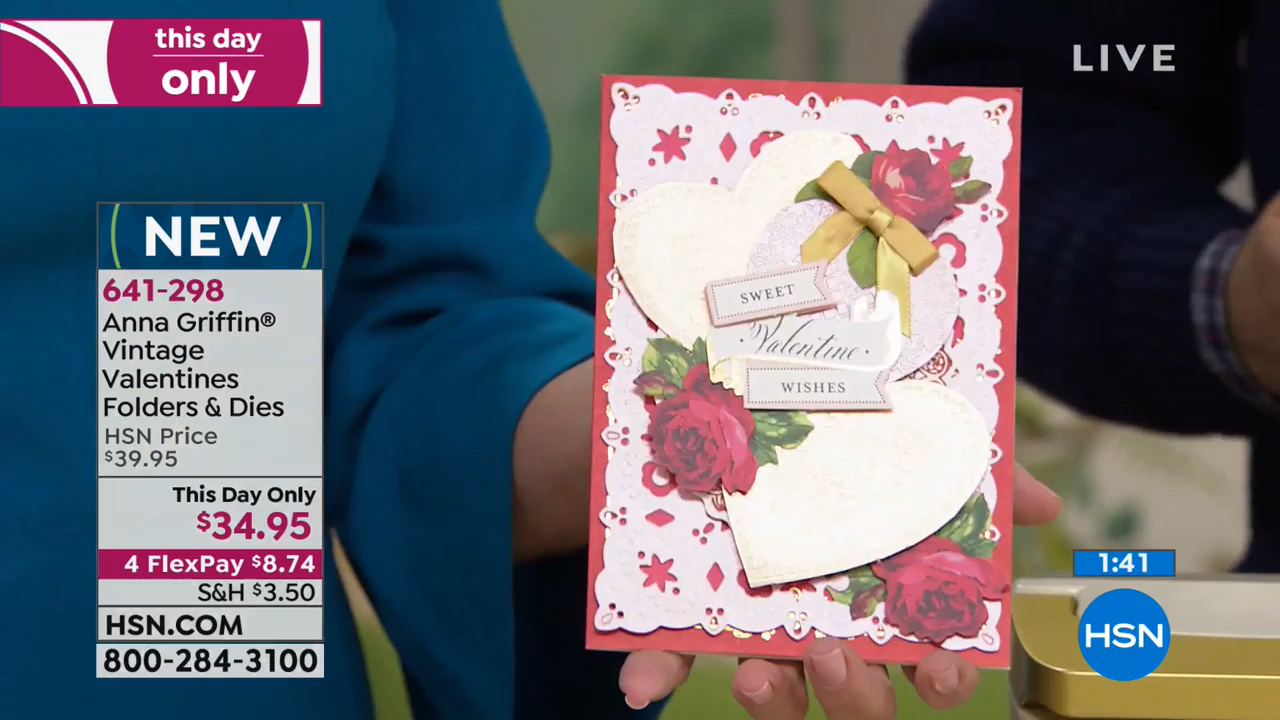 this day
only
LIVE
NEW
641-298
Anna Griffin®
Vintage
Valentines
Folders & Dies
HSN Price
$39.95
This Day Only
$34.95
4 FlexPay $8.74
S&H $3.50
HSN.COM
800-284-3100
SWEET
Valentine
WISHES
1:41
HSN